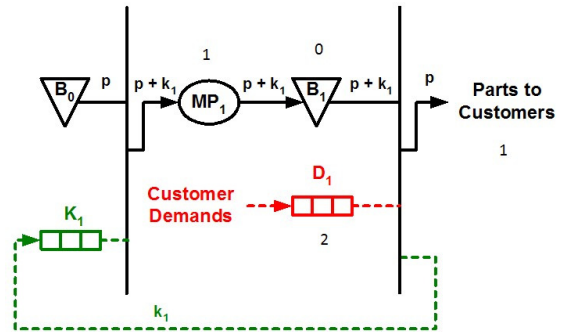 1
0
B0
p
p + k1
MP1
p + k1
B1
p + k1
p
Parts to
Customers
1
D1
Customer
Demands
2
K1
k1